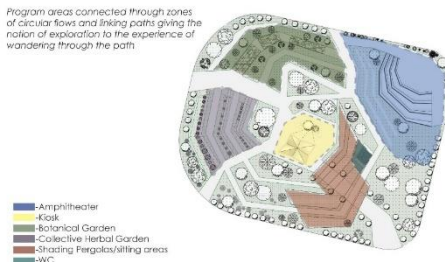 Program areas connected through zones
of circular flows and linking paths giving the
notion of exploration to the experience of
wandering through the path
-Amphitheater
-Kiosk
-Botanical Garden
-Collective Herbal Garden
-Shading Pergolas/sitting areas
-WC